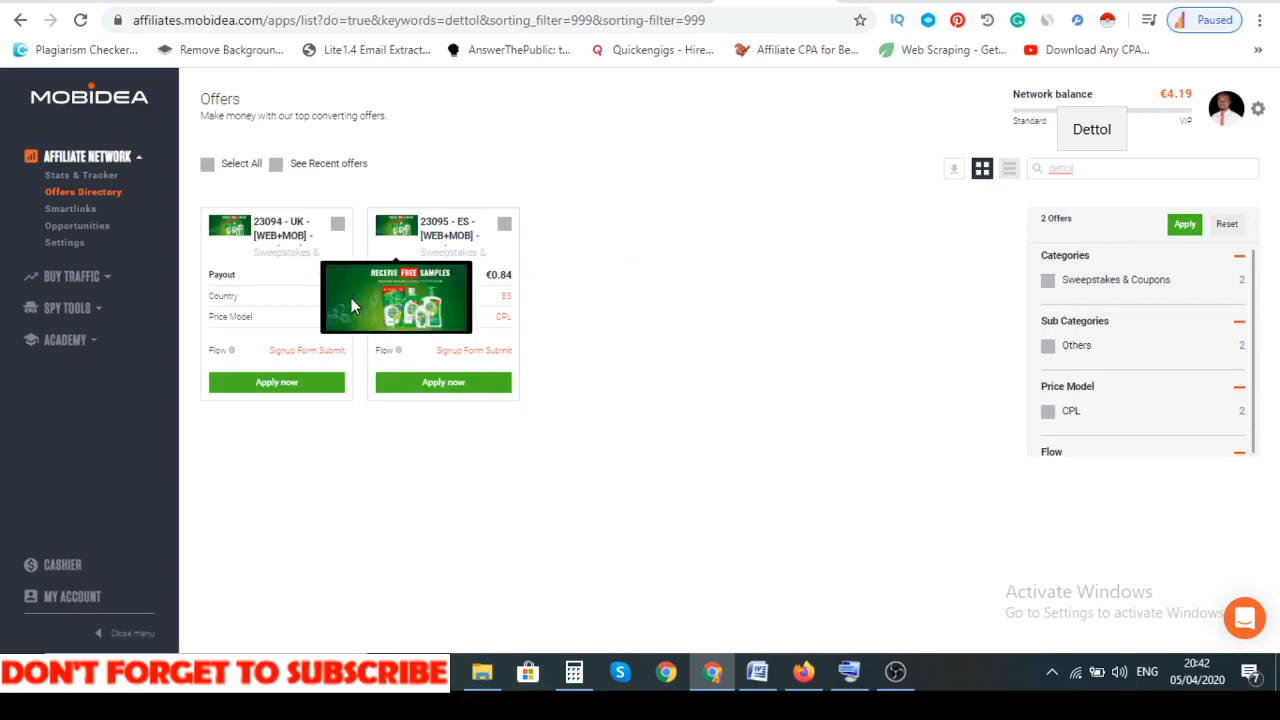 affiliates.mobidea.com/apps/list?do=true&keywords=dettol&sorting_filter=999&sorting-filter=999
Paused
Plagiarism Checker...
Remove Backgroun...
Lite1.4 Email Extract...
AnswerThePublic: t...
Quickengigs - Hire...
Affiliate CPA for Be...
Web Scraping - Get...
Download Any CPA...
MOBIDEA
AFFILIATE NETWORK
Stats & Tracker
Offers Directory
Smartlinks
Opportunities
Settings
BUY TRAFFIC
SPY TOOLS
ACADEMY
CASHIER
MY ACCOUNT
Close menu
Offers
Make money with our top converting offers.
Network balance
€4.19
Standard
VIP
Dettol
Select All
See Recent offers
dettol
23094 - UK -
[WEB+MOB] -
Sweepstakes &
Payout
Country
Price Model
Flow
Signup Form Submit
Apply now
23095 - ES -
[WEB+MOB] -
Sweepstakes &
RECEIVE FREE SAMPLES
€0.84
ES
CPL
Flow
Signup Form Submit
Apply now
2 Offers
Apply
Reset
Categories
Sweepstakes & Coupons 2
Sub Categories
Others 2
Price Model
CPL 2
Flow
Activate Windows
Go to Settings to activate Windows
DON'T FORGET TO SUBSCRIBE
ENG
20:42
05/04/2020
7